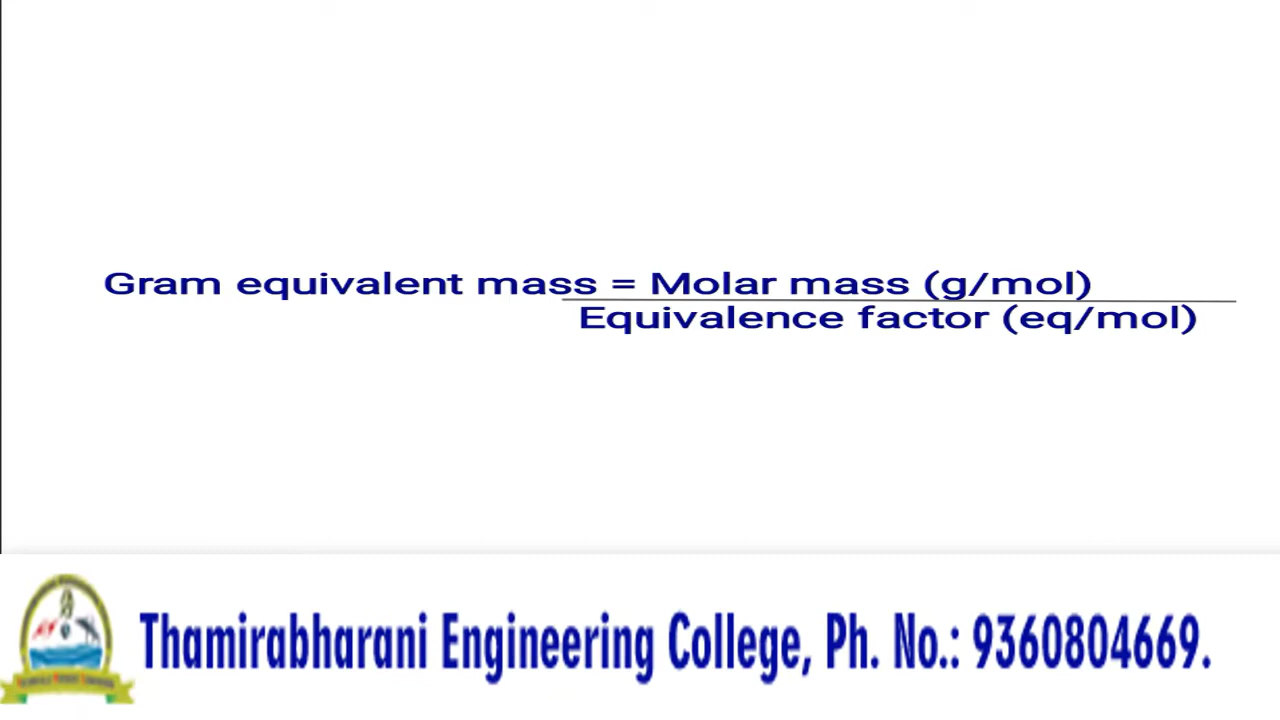 Gram equivalent mass = Molar mass (g/mol)
Equivalence factor (eq/mol)
Thamirabharani Engineering College, Ph. No.: 9360804669.